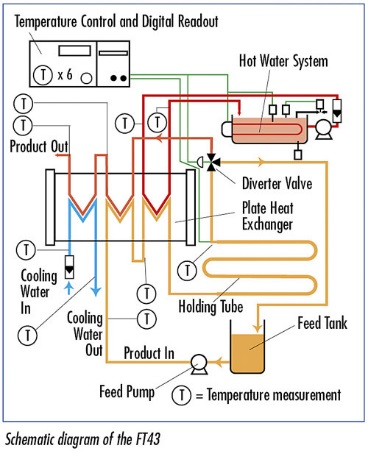 Temperature Control and Digital Readout
T x 6
Hot Water System
T
T
T
T
Product Out
Diverter Valve
Plate Heat
Exchanger
T
T
T
Cooling
Water
In
T
T
Holding Tube
Cooling
Water
Out
Product In
Feed Tank
Feed Pump
T = Temperature measurement
Schematic diagram of the FT43